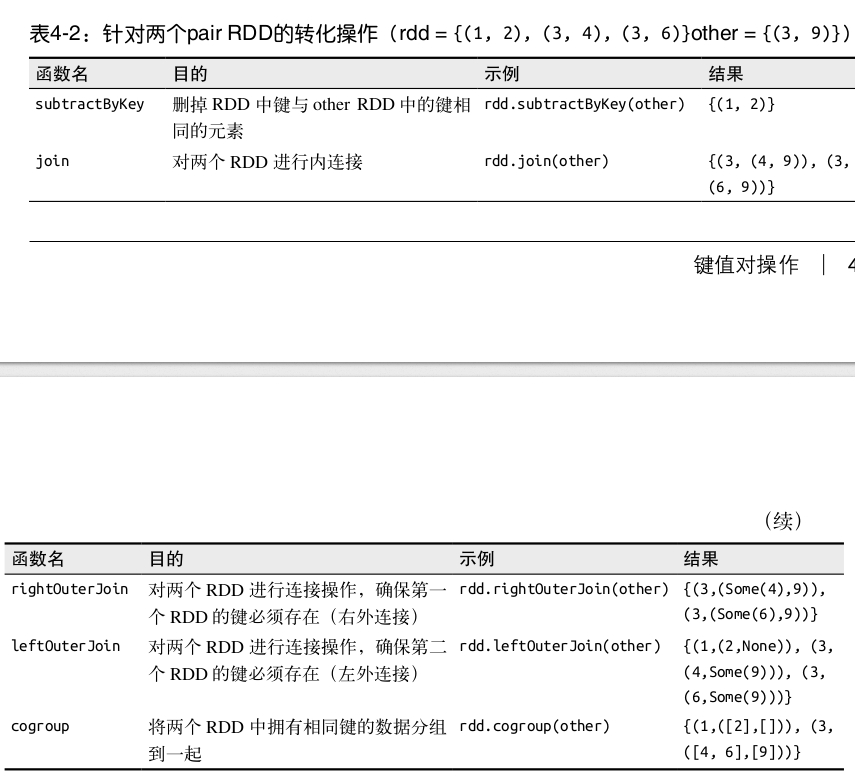 表4-2：针对两个pair RDD的转化操作（rdd = {(1, 2), (3, 4), (3, 6)}other = {(3, 9)}）
函数名 目的 示例 结果
subtractByKey 删掉 RDD 中键与 other RDD 中的键相 rdd.subtractByKey(other) {(1, 2)}
同的元素
join 对两个 RDD 进行内连接 rdd.join(other) {(3, (4, 9)), (3,
(6, 9))}
键值对操作 | 4
（续）
函数名 目的 示例 结果
rightOuterJoin 对两个 RDD 进行连接操作，确保第一 rdd.rightOuterJoin(other) {(3,(Some(4),9)),
个 RDD 的键必须存在（右外连接） (3,(Some(6),9))}
leftOuterJoin 对两个 RDD 进行连接操作，确保第二 rdd.leftOuterJoin(other) {(1,(2,None)), (3,
个 RDD 的键必须存在（左外连接） (4,Some(9))), (3,
(6,Some(9)))}
cogroup 将两个 RDD 中拥有相同键的数据分组 rdd.cogroup(other) {(1,([2],[])), (3,
到一起 ([4, 6],[9]))}